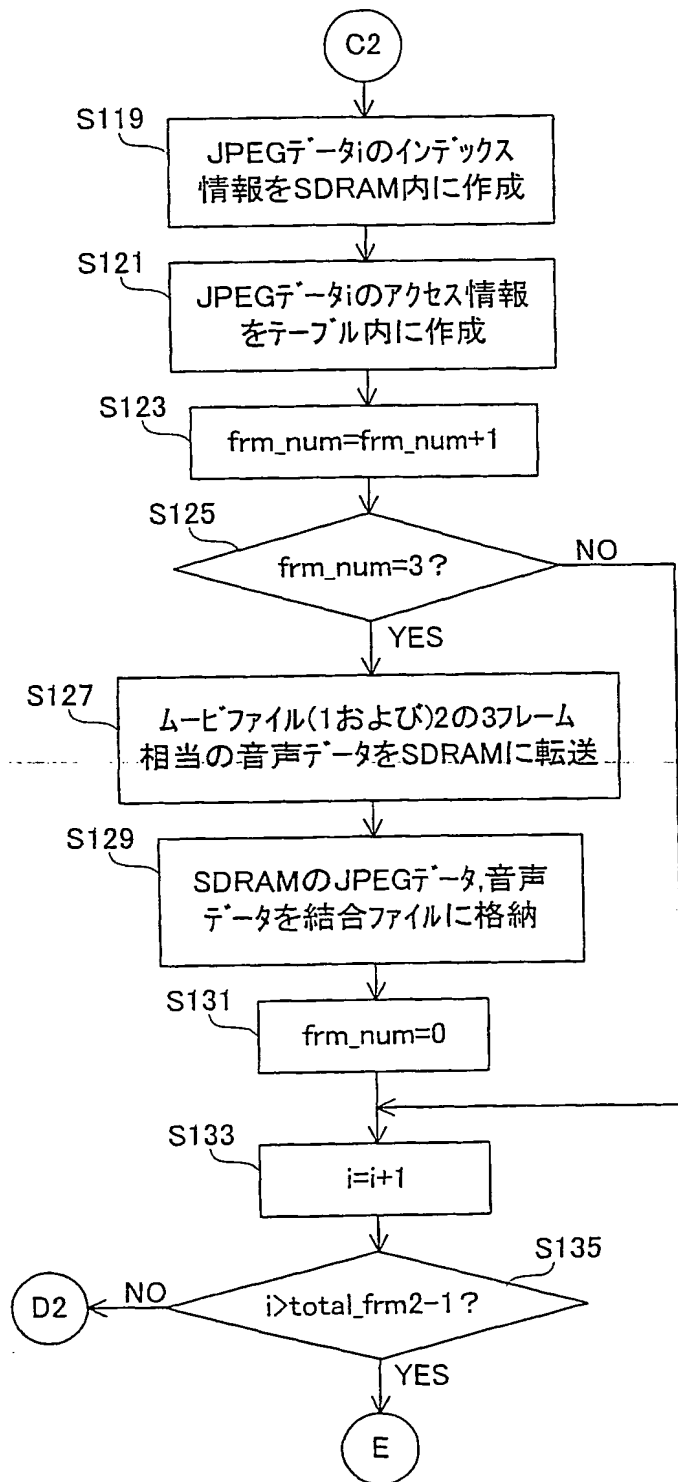 C2
S119
JPEGデータiのインデックス
情報をSDRAM内に作成
S121
JPEGデータiのアクセス情報
をテーブル内に作成
S123
frm_num=frm_num+1
S125
frm_num=3?
NO
YES
S127
ムービファイル(1および)2の3フレーム
相当の音声データをSDRAMに転送
S129
SDRAMのJPEGデータ,音声
データを結合ファイルに格納
S131
frm_num=0
S133
i=i+1
S135
i>total_frm2-1?
NO
D2
YES
E